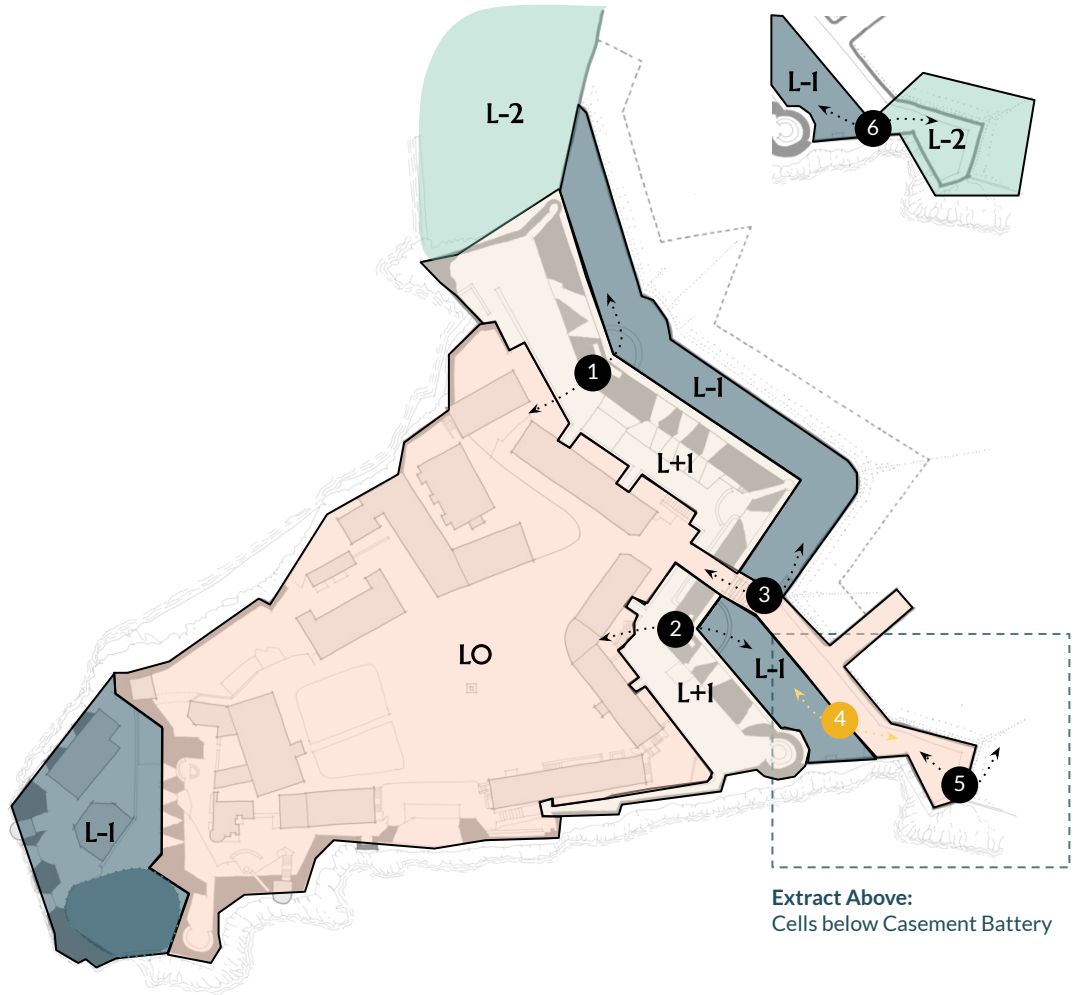 L-2
L-1
6
L-2
1
L-1
L+1
3
2
L0
L-1
L+1
4
5
L-1
Extract Above:
Cells below Casement Battery